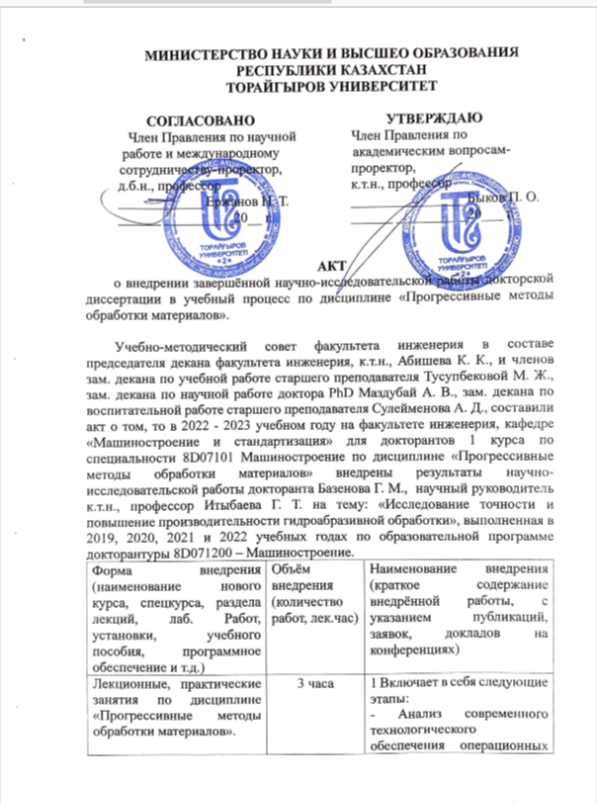 МИНИСТЕРСТВО НАУКИ И ВЫСШЕО ОБРАЗОВАНИЯ
РЕСПУБЛИКИ КАЗАХСТАН
ТОРАЙГЫРОВ УНИВЕРСИТЕТ
СОГЛАСОВАНО
Член Правления по научной
работе и международному
сотрудничеству-проректор,
д.б.н., профессор
Ержанов Н. Т.
20 г.
УТВЕРЖДАЮ
Член Правления по
академическим вопросам-
проректор,
к.т.н., профессор
Быков П. О.
20 г.
ТОРАЙГЫРОВ
УНИВЕРСИТЕТІ
«2»
ТОРАЙГЫРОВ
УНИВЕРСИТЕТІ
«2»
АКТ
о внедрении завершённой научно-исследовательской работы докторской
диссертации в учебный процесс по дисциплине «Прогрессивные методы
обработки материалов».
Учебно-методический совет факультета инженерия в составе
председателя декана факультета инженерия, к.т.н., Абишева К. К., и членов
зам. декана по учебной работе старшего преподавателя Тусупбековой М. Ж.,
зам. декана по научной работе доктора PhD Маздубай А. В., зам. декана по
воспитательной работе старшего преподавателя Сулейменова А. Д., составили
акт о том, то в 2022 - 2023 учебном году на факультете инженерия, кафедре
«Машиностроение и стандартизация» для докторантов 1 курса по
специальности 8D07101 Машиностроение по дисциплине «Прогрессивные
методы обработки материалов» внедрены результаты научно-
исследовательской работы докторанта Базенова Г. М., научный руководитель
к.т.н., профессор Итыбаева Г. Т. на тему: «Исследование точности и
повышение производительности гидроабразивной обработки», выполненная в
2019, 2020, 2021 и 2022 учебных годах по образовательной программе
докторантуры 8D071200 – Машиностроение.
Форма внедрения
(наименование нового
курса, спецкурса, раздела
лекций, лаб. Работ,
установки, учебного
пособия, программное
обеспечение и т.д.)
Объём
внедрения
(количество
работ, лек.час)
Наименование внедрения
(краткое содержание
внедрённой работы, с
указанием публикаций,
заявок, докладов на
конференциях)
Лекционные, практические
занятия по дисциплине
«Прогрессивные методы
обработки материалов».
3 часа
1 Включает в себя следующие
этапы:
- Анализ современного
технологического
обеспечения операционных